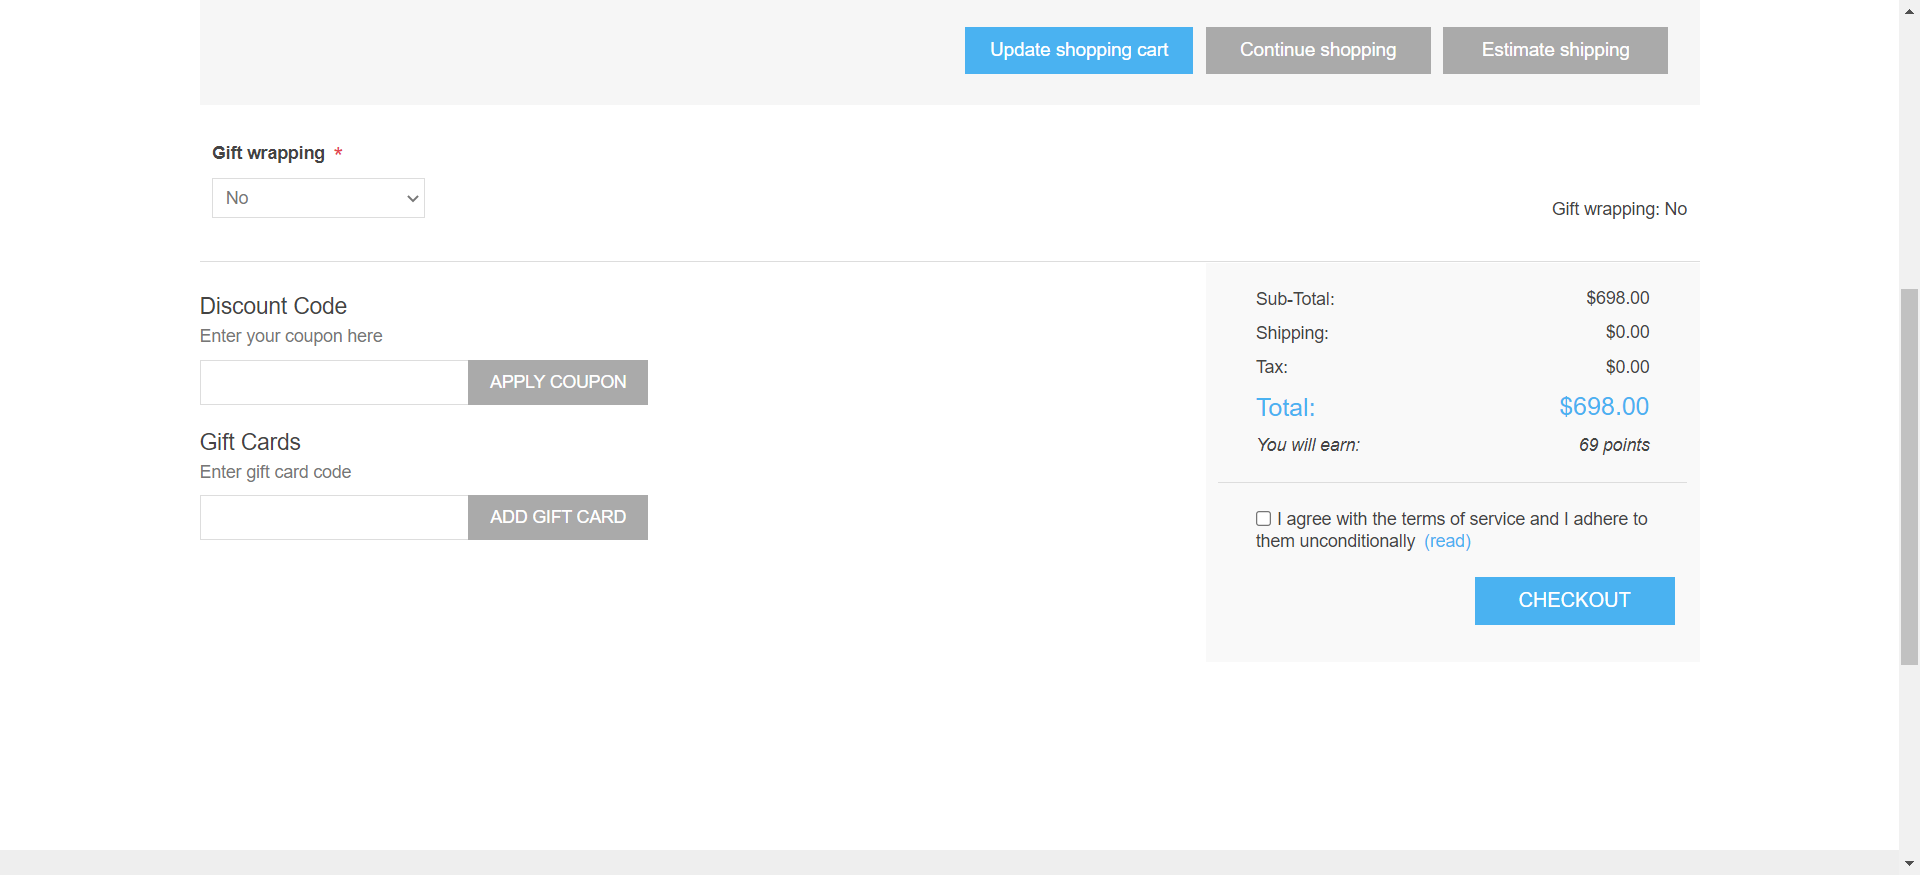 Update shopping cart
Continue shopping
Estimate shipping
Gift wrapping *
No
Gift wrapping: No
Discount Code
Enter your coupon here
APPLY COUPON
Gift Cards
Enter gift card code
ADD GIFT CARD
Sub-Total: $698.00
Shipping: $0.00
Tax: $0.00
Total: $698.00
You will earn: 69 points
I agree with the terms of service and I adhere to
them unconditionally (read)
CHECKOUT